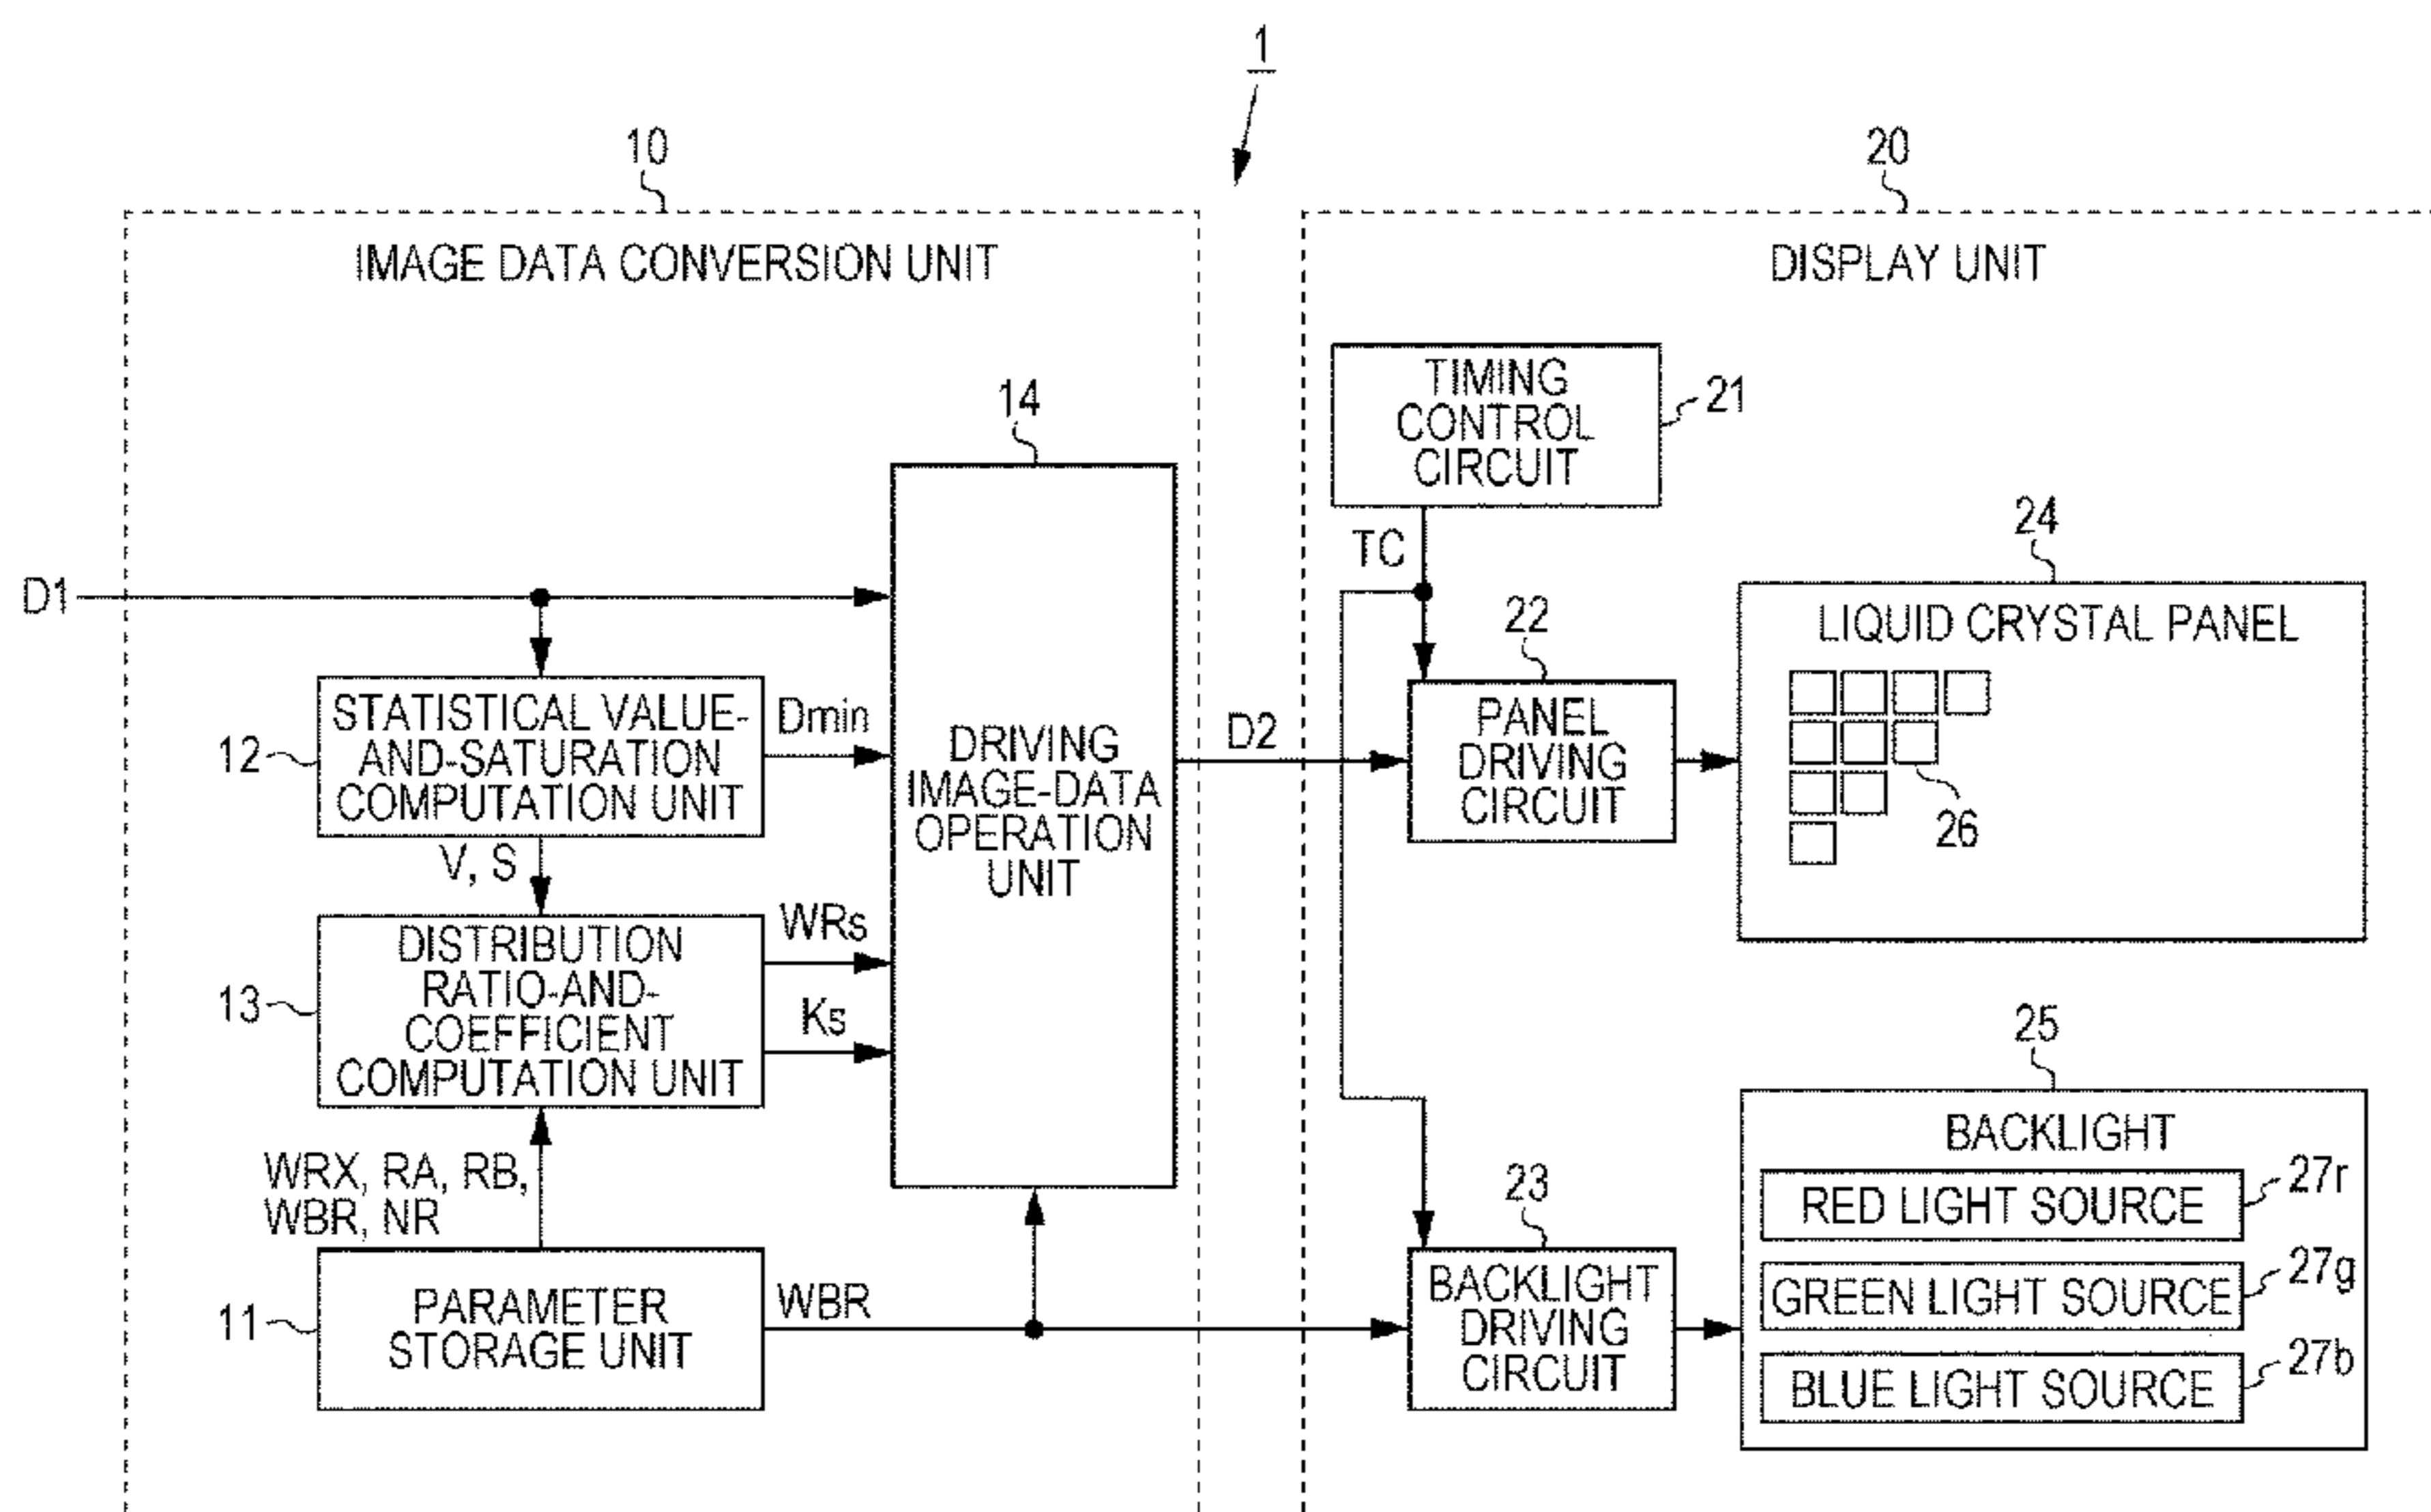 1
10
20
IMAGE DATA CONVERSION UNIT
DISPLAY UNIT
14
TIMING
CONTROL
CIRCUIT
21
TC
24
D1
22
LIQUID CRYSTAL PANEL
12
STATISTICAL VALUE-
AND-SATURATION
COMPUTATION UNIT
Dmin
DRIVING
IMAGE-DATA
OPERATION
UNIT
D2
PANEL
DRIVING
CIRCUIT
26
V, S
13
DISTRIBUTION
RATIO-AND-
COEFFICIENT
COMPUTATION UNIT
WRs
Ks
25
BACKLIGHT
WRX, RA, RB,
WBR, NR
23
RED LIGHT SOURCE
27r
11
PARAMETER
STORAGE UNIT
WBR
BACKLIGHT
DRIVING
CIRCUIT
GREEN LIGHT SOURCE
27g
BLUE LIGHT SOURCE
27b